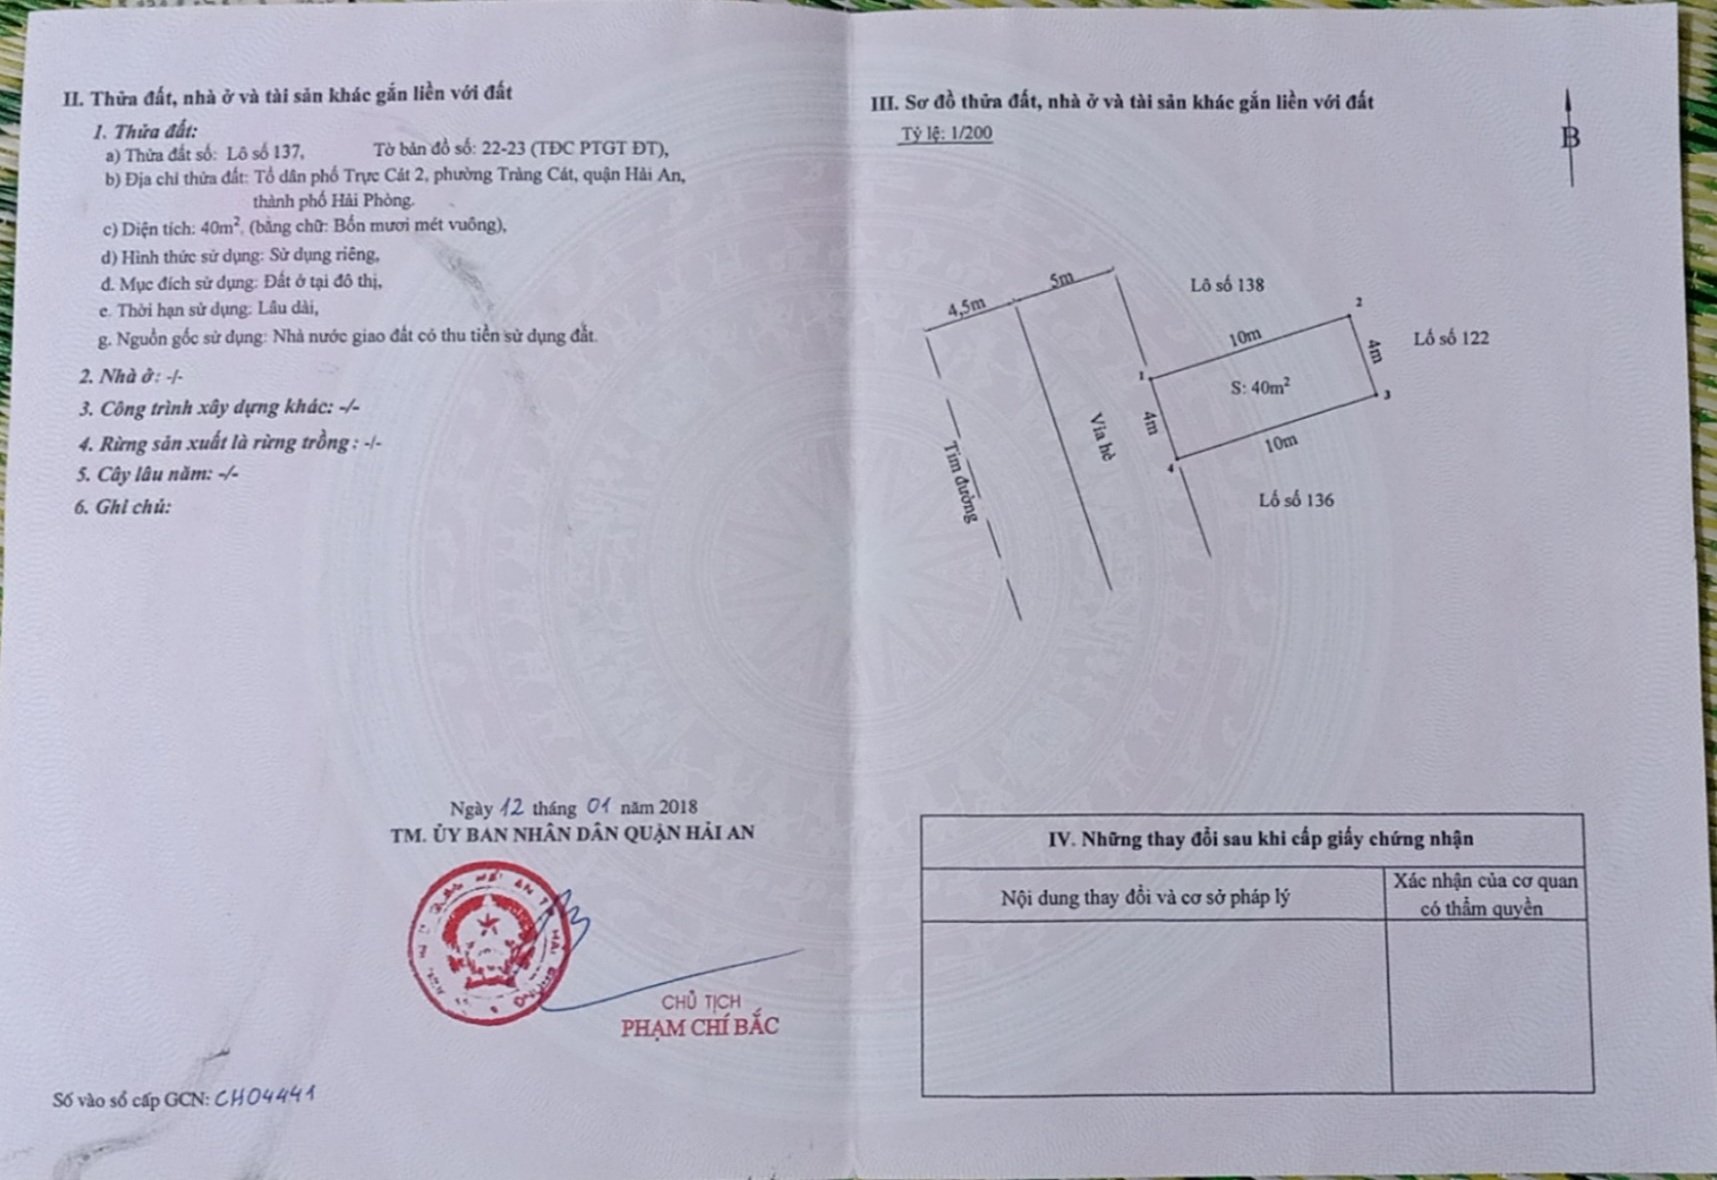 II. Thửa đất, nhà ở và tài sản khác gắn liền với đất
1. Thửa đất:
a) Thửa đất số: Lô số 137, Tờ bản đồ số: 22-23 (TĐC PTGT ĐT),
b) Địa chỉ thửa đất: Tổ dân phố Trực Cát 2, phường Tràng Cát, quận Hải An,
thành phố Hải Phòng.
c) Diện tích: 40m², (bằng chữ: Bốn mươi mét vuông),
d) Hình thức sử dụng: Sử dụng riêng,
đ. Mục đích sử dụng: Đất ở tại đô thị,
e. Thời hạn sử dụng: Lâu dài,
g. Nguồn gốc sử dụng: Nhà nước giao đất có thu tiền sử dụng đất.
2. Nhà ở: -/-
3. Công trình xây dựng khác: -/-
4. Rừng sản xuất là rừng trồng : -/-
5. Cây lâu năm: -/-
6. Ghi chú:
Ngày 12 tháng 01 năm 2018
TM. ỦY BAN NHÂN DÂN QUẬN HẢI AN
CHỦ TỊCH
PHẠM CHÍ BẮC
Số vào sổ cấp GCN: CH04441
III. Sơ đồ thửa đất, nhà ở và tài sản khác gắn liền với đất
Tỷ lệ: 1/200
B
4,5m
5m
Lô số 138
2
10m
4m
Lố số 122
1
S: 40m²
3
4m
Vỉa hè
10m
4
Tim đường
Lố số 136
IV. Những thay đổi sau khi cấp giấy chứng nhận
Nội dung thay đổi và cơ sở pháp lý
Xác nhận của cơ quan
có thẩm quyền